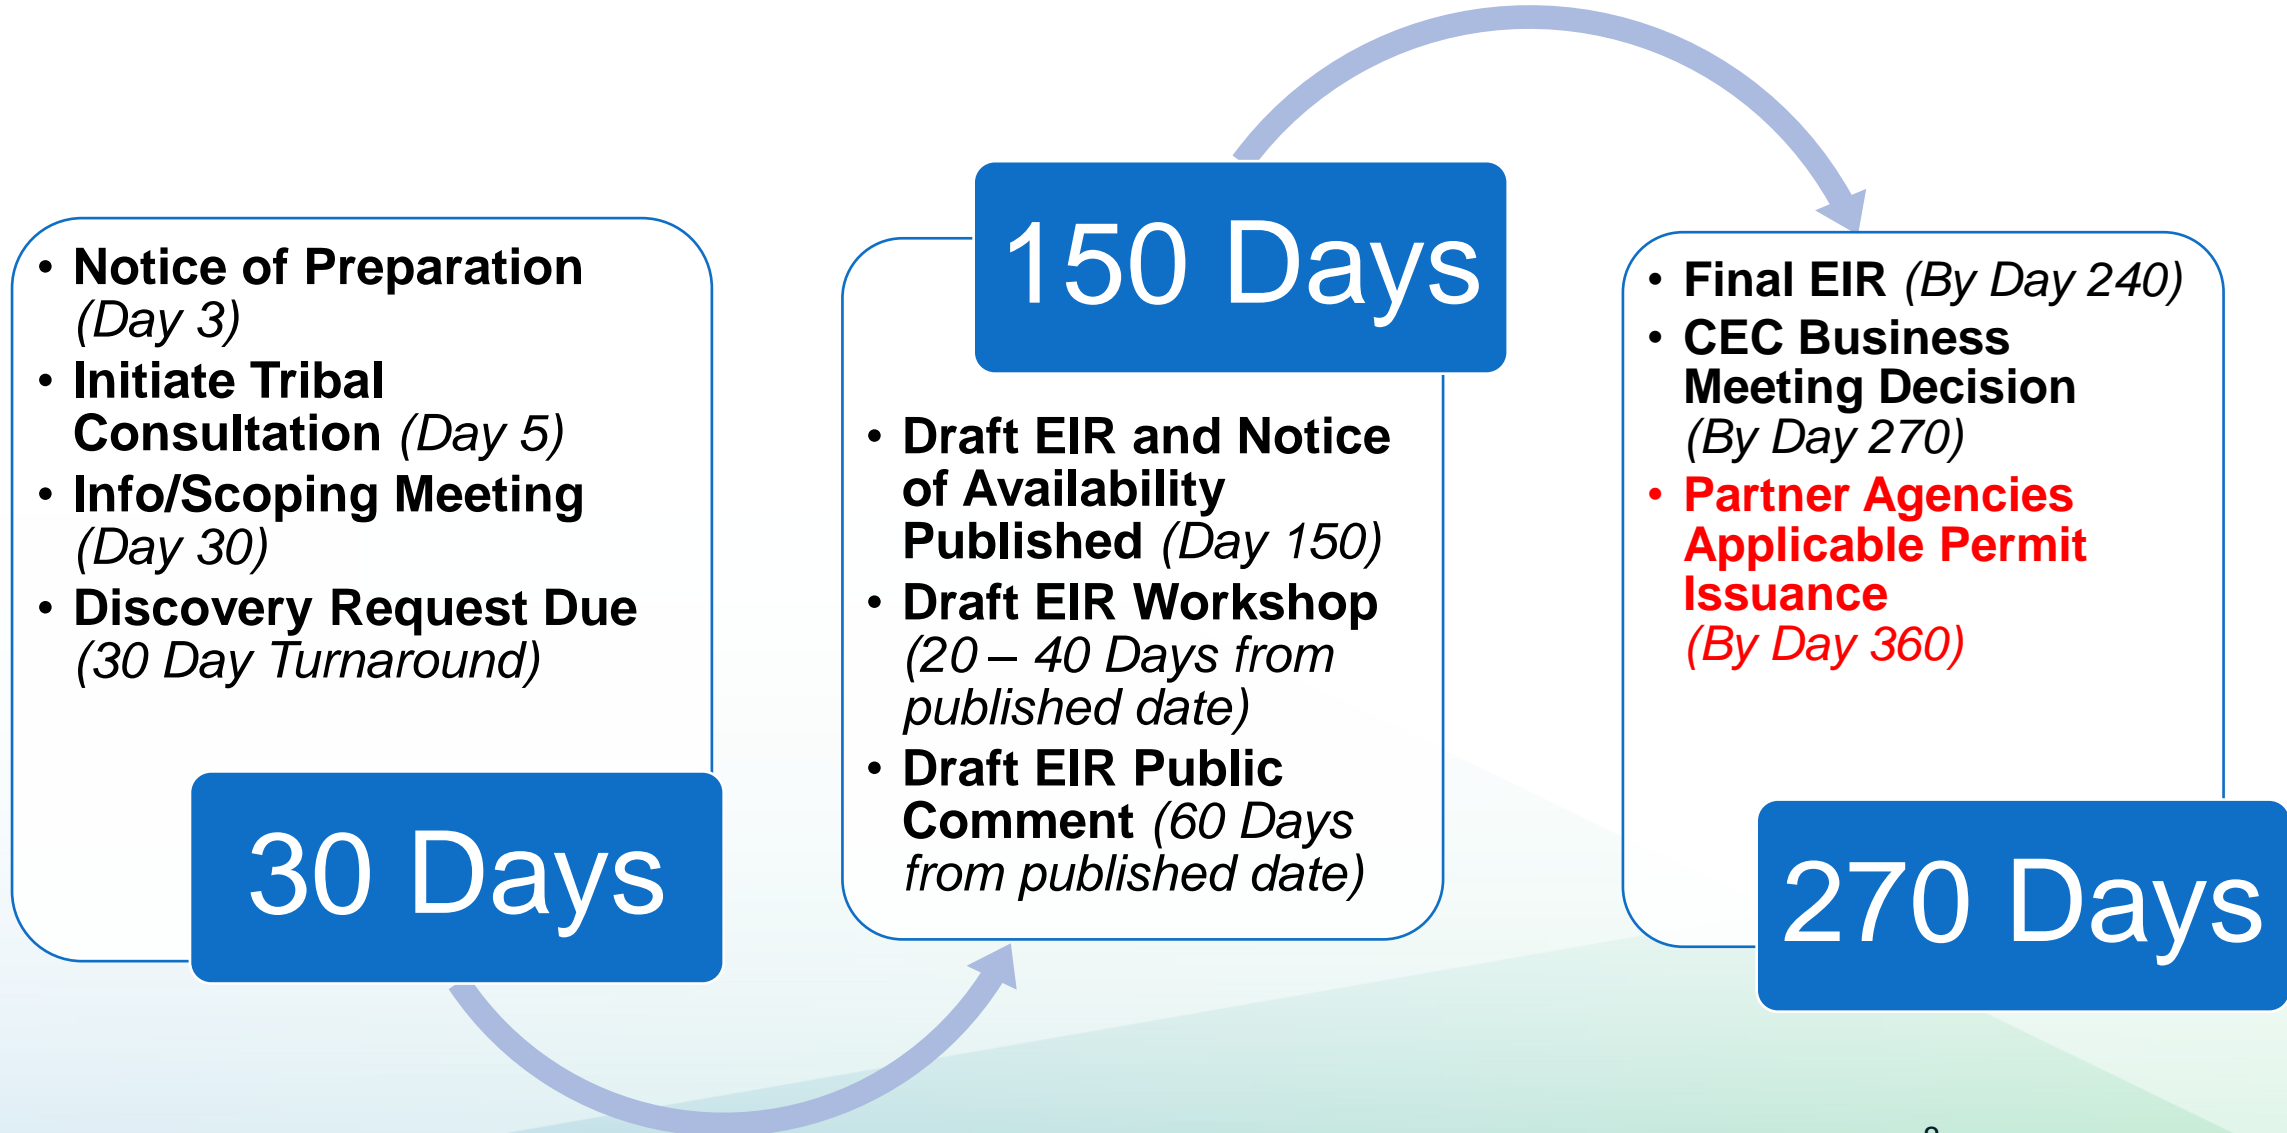 • Notice of Preparation
(Day 3)
• Initiate Tribal
Consultation (Day 5)
• Info/Scoping Meeting
(Day 30)
• Discovery Request Due
(30 Day Turnaround)
30 Days
150 Days
• Draft EIR and Notice
of Availability
Published (Day 150)
• Draft EIR Workshop
(20 – 40 Days from
published date)
• Draft EIR Public
Comment (60 Days
from published date)
• Final EIR (By Day 240)
• CEC Business
Meeting Decision
(By Day 270)
• Partner Agencies
Applicable Permit
Issuance
(By Day 360)
270 Days